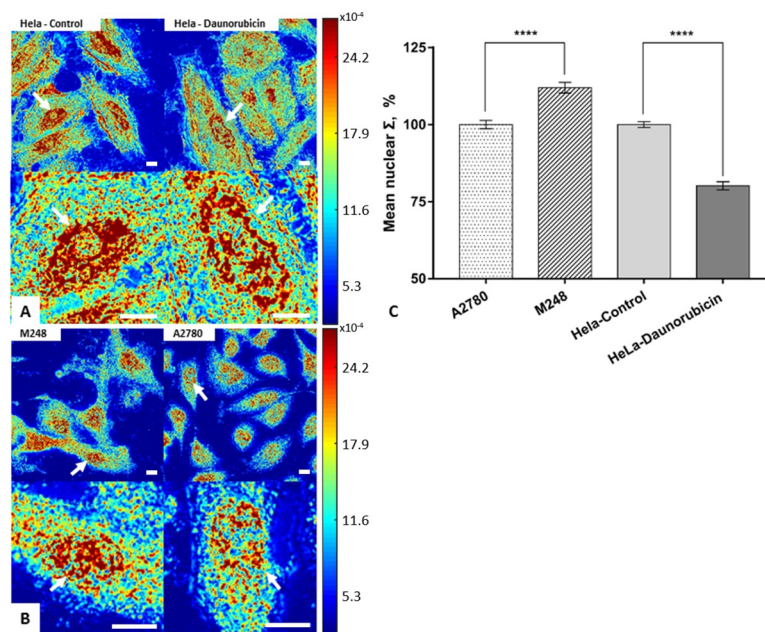 Hela - Control
Hela - Daunorubicin
x10-4
24.2
17.9
11.6
5.3
A
M248
A2780
x10-4
24.2
17.9
11.6
5.3
B
Mean nuclear Σ, %
125
100
75
50
****
****
A2780
M248
Hela-Control
HeLa-Daunorubicin
C